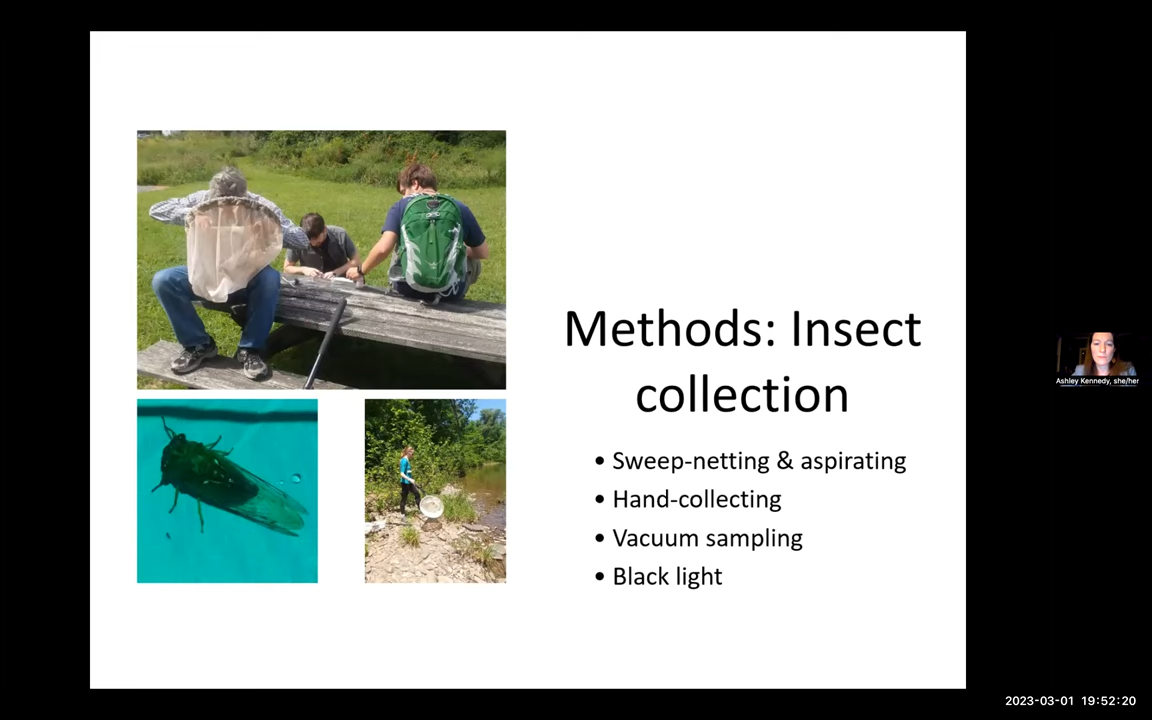 Methods: Insect
collection
• Sweep-netting & aspirating
• Hand-collecting
• Vacuum sampling
• Black light
Ashley Kennedy, she/her
2023-03-01 19:52:20